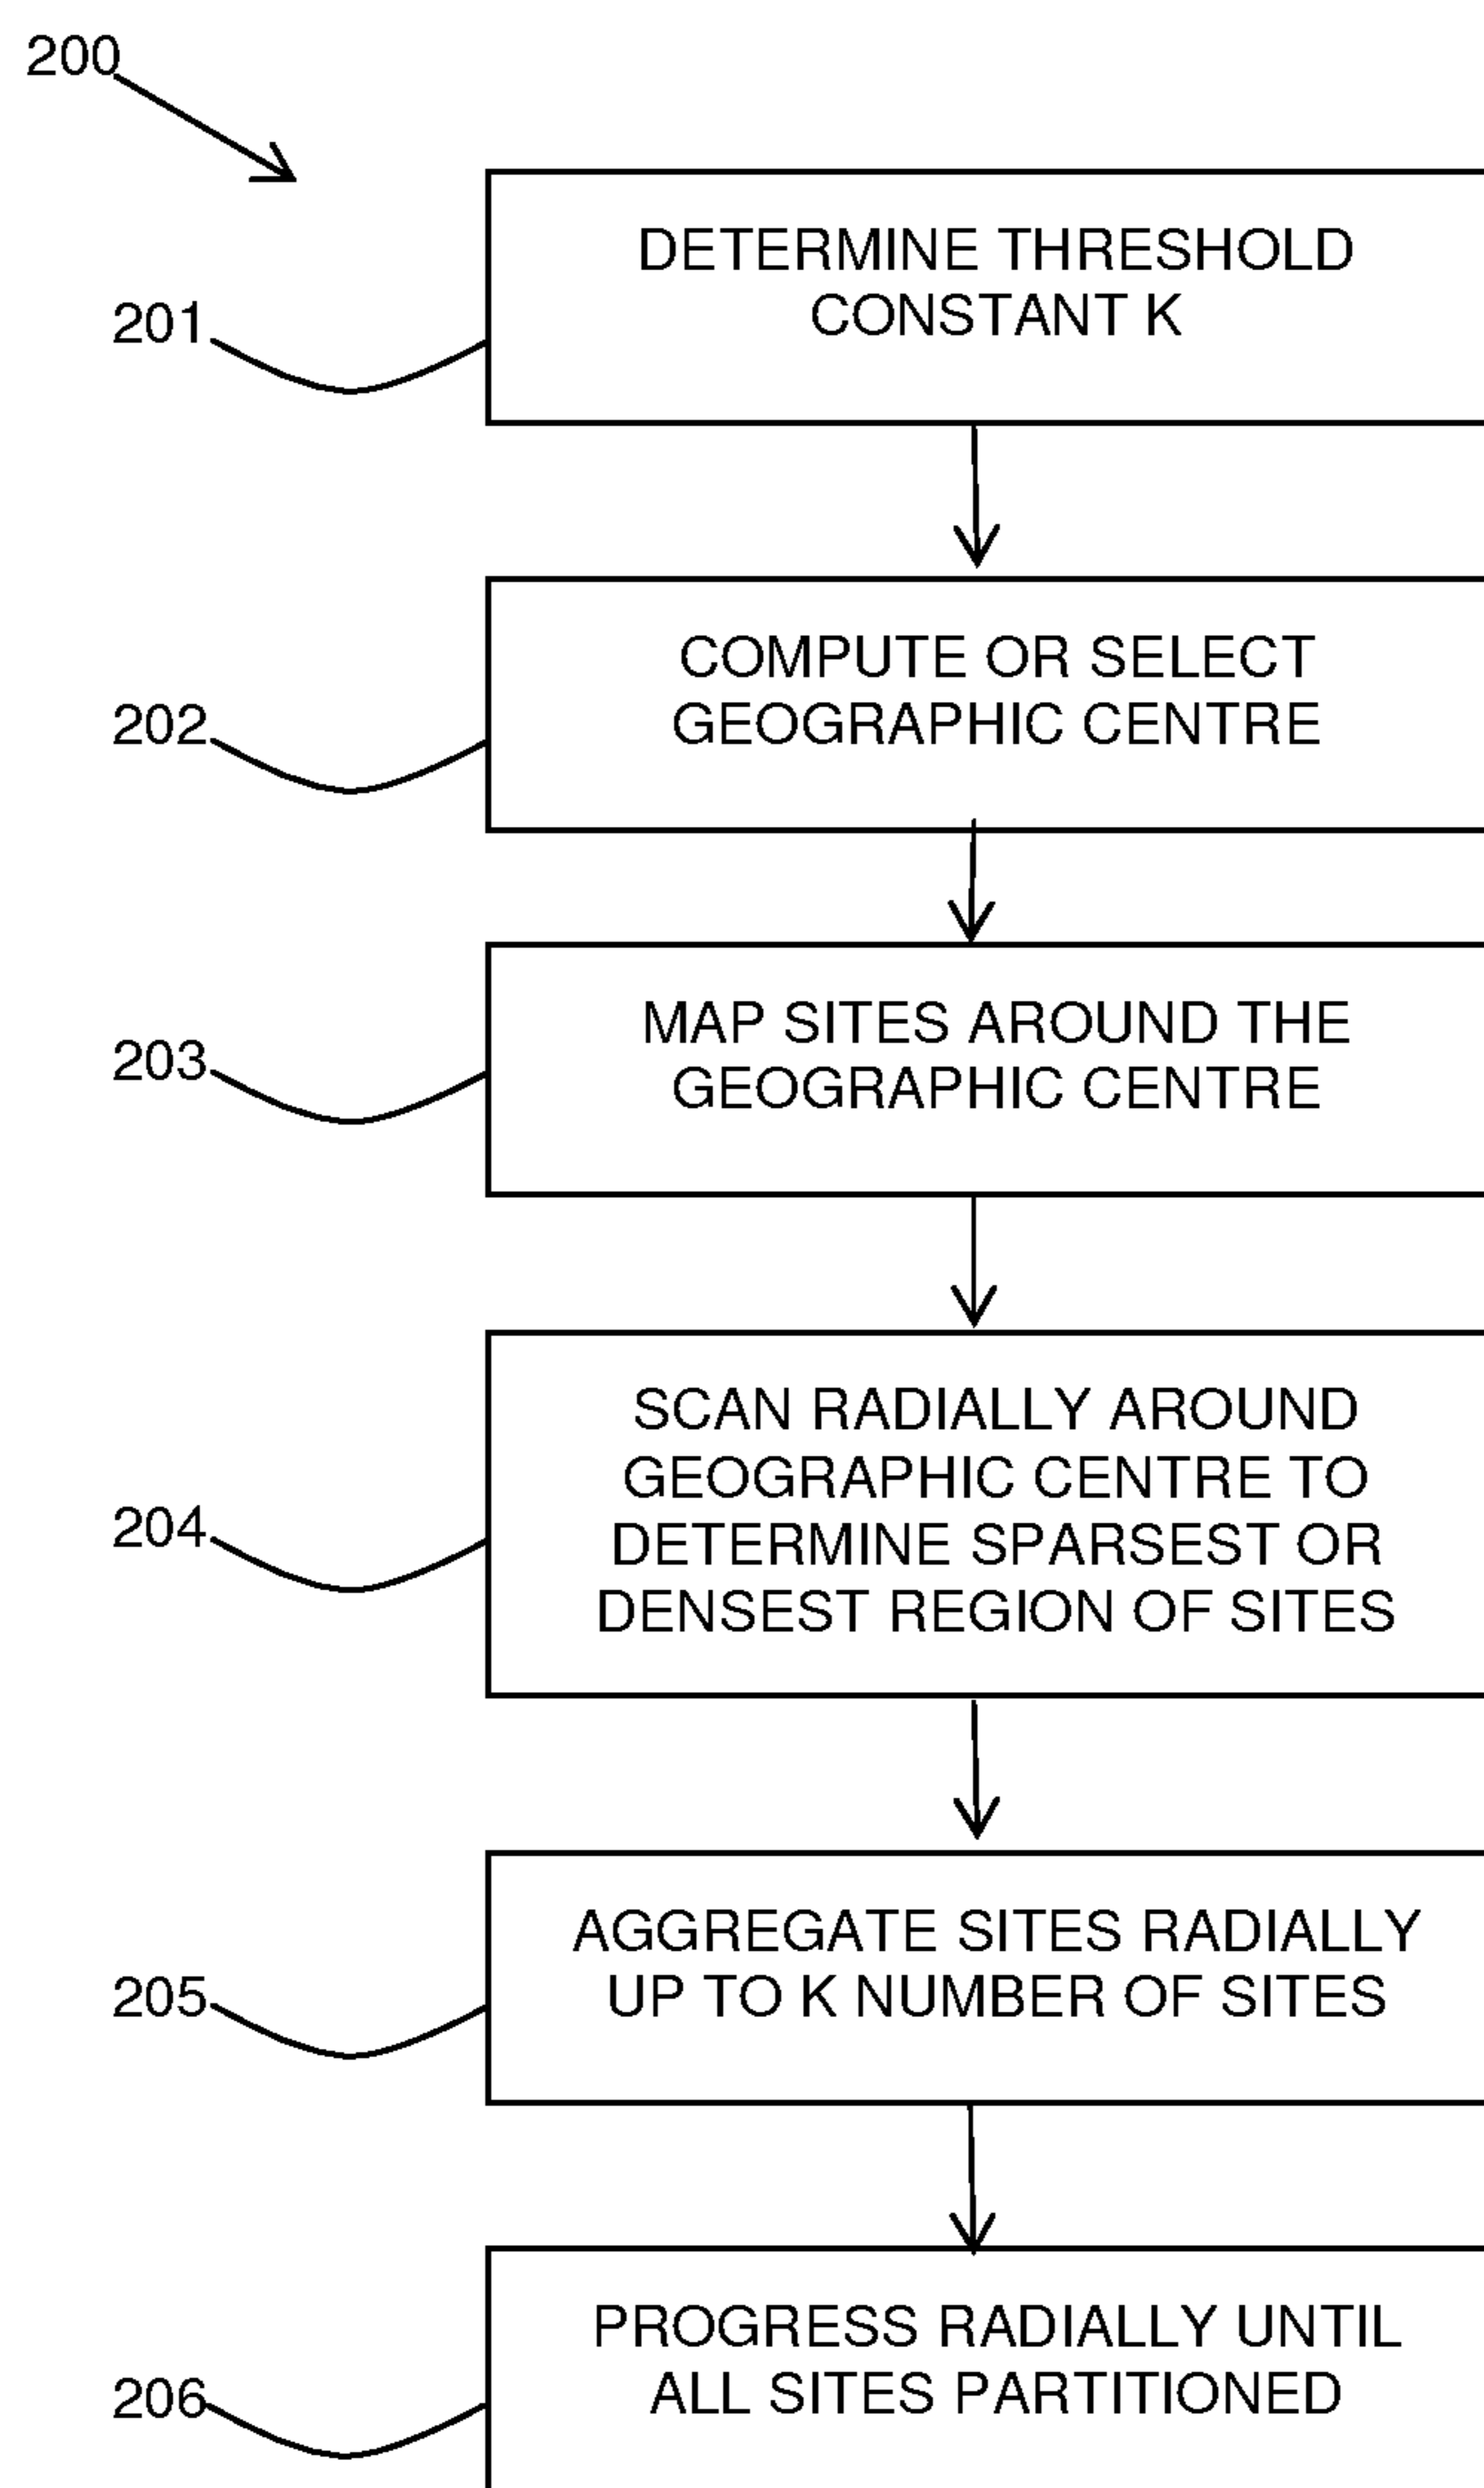 200
201
DETERMINE THRESHOLD
CONSTANT K
202
COMPUTE OR SELECT
GEOGRAPHIC CENTRE
203
MAP SITES AROUND THE
GEOGRAPHIC CENTRE
204
SCAN RADIALLY AROUND
GEOGRAPHIC CENTRE TO
DETERMINE SPARSEST OR
DENSEST REGION OF SITES
205
AGGREGATE SITES RADIALLY
UP TO K NUMBER OF SITES
206
PROGRESS RADIALLY UNTIL
ALL SITES PARTITIONED